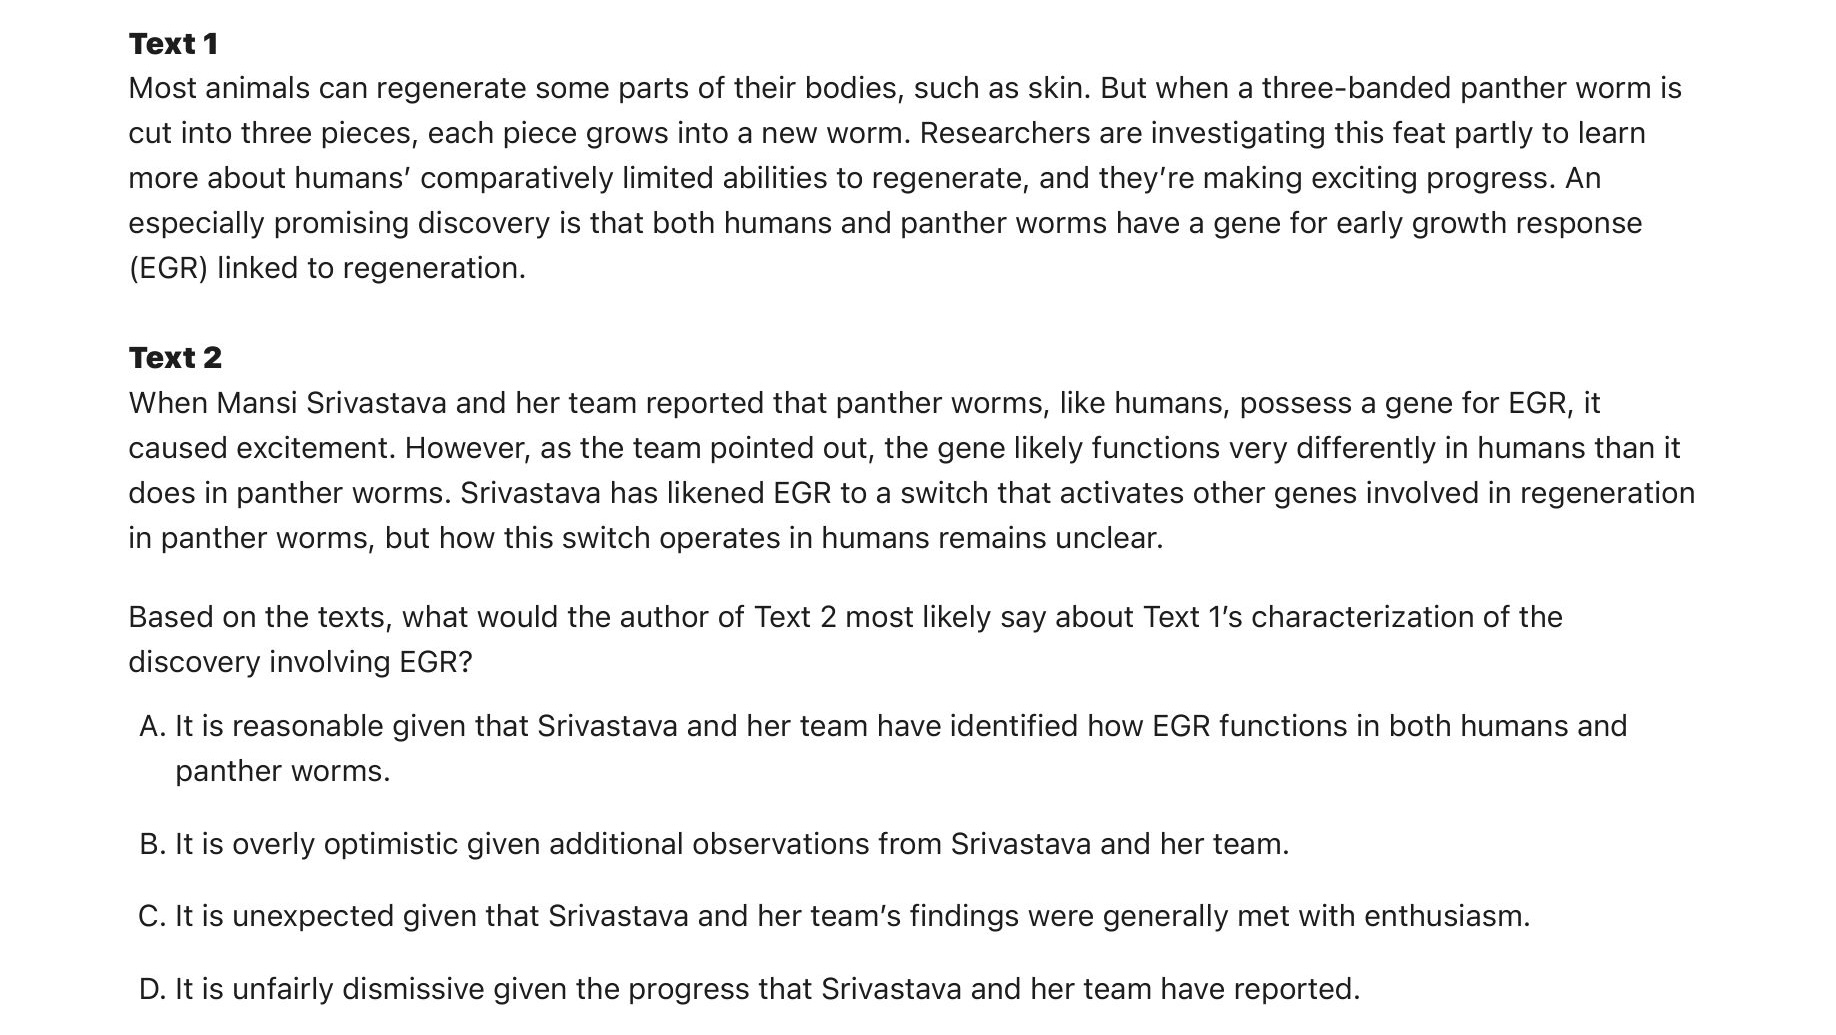 Text 1
Most animals can regenerate some parts of their bodies, such as skin. But when a three-banded panther worm is
cut into three pieces, each piece grows into a new worm. Researchers are investigating this feat partly to learn
more about humans’ comparatively limited abilities to regenerate, and they’re making exciting progress. An
especially promising discovery is that both humans and panther worms have a gene for early growth response
(EGR) linked to regeneration.
Text 2
When Mansi Srivastava and her team reported that panther worms, like humans, possess a gene for EGR, it
caused excitement. However, as the team pointed out, the gene likely functions very differently in humans than it
does in panther worms. Srivastava has likened EGR to a switch that activates other genes involved in regeneration
in panther worms, but how this switch operates in humans remains unclear.
Based on the texts, what would the author of Text 2 most likely say about Text 1’s characterization of the
discovery involving EGR?
A. It is reasonable given that Srivastava and her team have identified how EGR functions in both humans and
panther worms.
B. It is overly optimistic given additional observations from Srivastava and her team.
C. It is unexpected given that Srivastava and her team’s findings were generally met with enthusiasm.
D. It is unfairly dismissive given the progress that Srivastava and her team have reported.